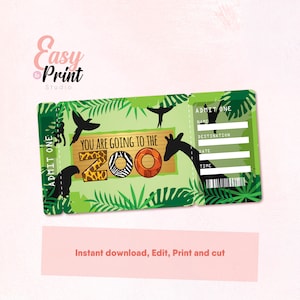 Easy
to
Print
Studio
ADMIT ONE
YOU ARE GOING TO THE
ZOO
ADMIT ONE
NAME
DESTINATION
DATE
TIME
Instant download, Edit, Print and cut